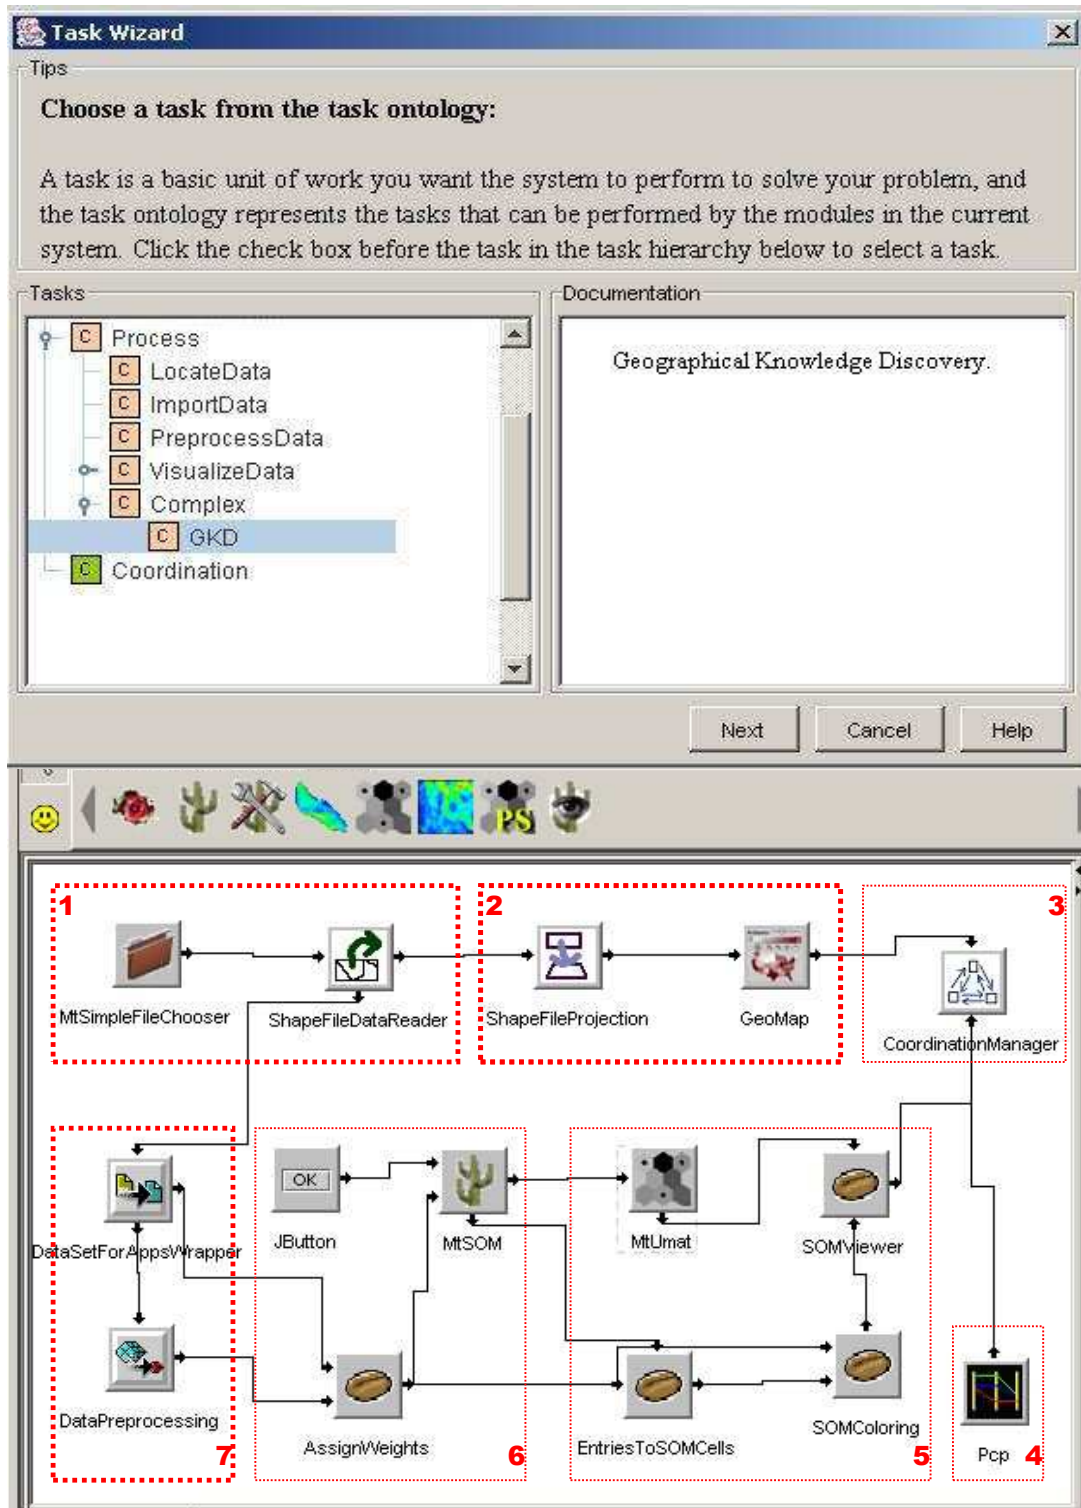 Task Wizard
Tips
Choose a task from the task ontology:
A task is a basic unit of work you want the system to perform to solve your problem, and
the task ontology represents the tasks that can be performed by the modules in the current
system. Click the check box before the task in the task hierarchy below to select a task.
Tasks
Documentation
C Process
C LocateData
C ImportData
C PreprocessData
C VisualizeData
C Complex
C GKD
C Coordination
Geographical Knowledge Discovery.
Next
Cancel
Help
PS
1
2
3
MtSimpleFileChooser
ShapeFileDataReader
ShapeFileProjection
GeoMap
CoordinationManager
OK
DataSetForAppsWrapper
JButton
MtSOM
MtUmat
SOMViewer
DataPreprocessing
AssignWeights
EntriesToSOMCells
SOMColoring
Pcp
7
6
5
4